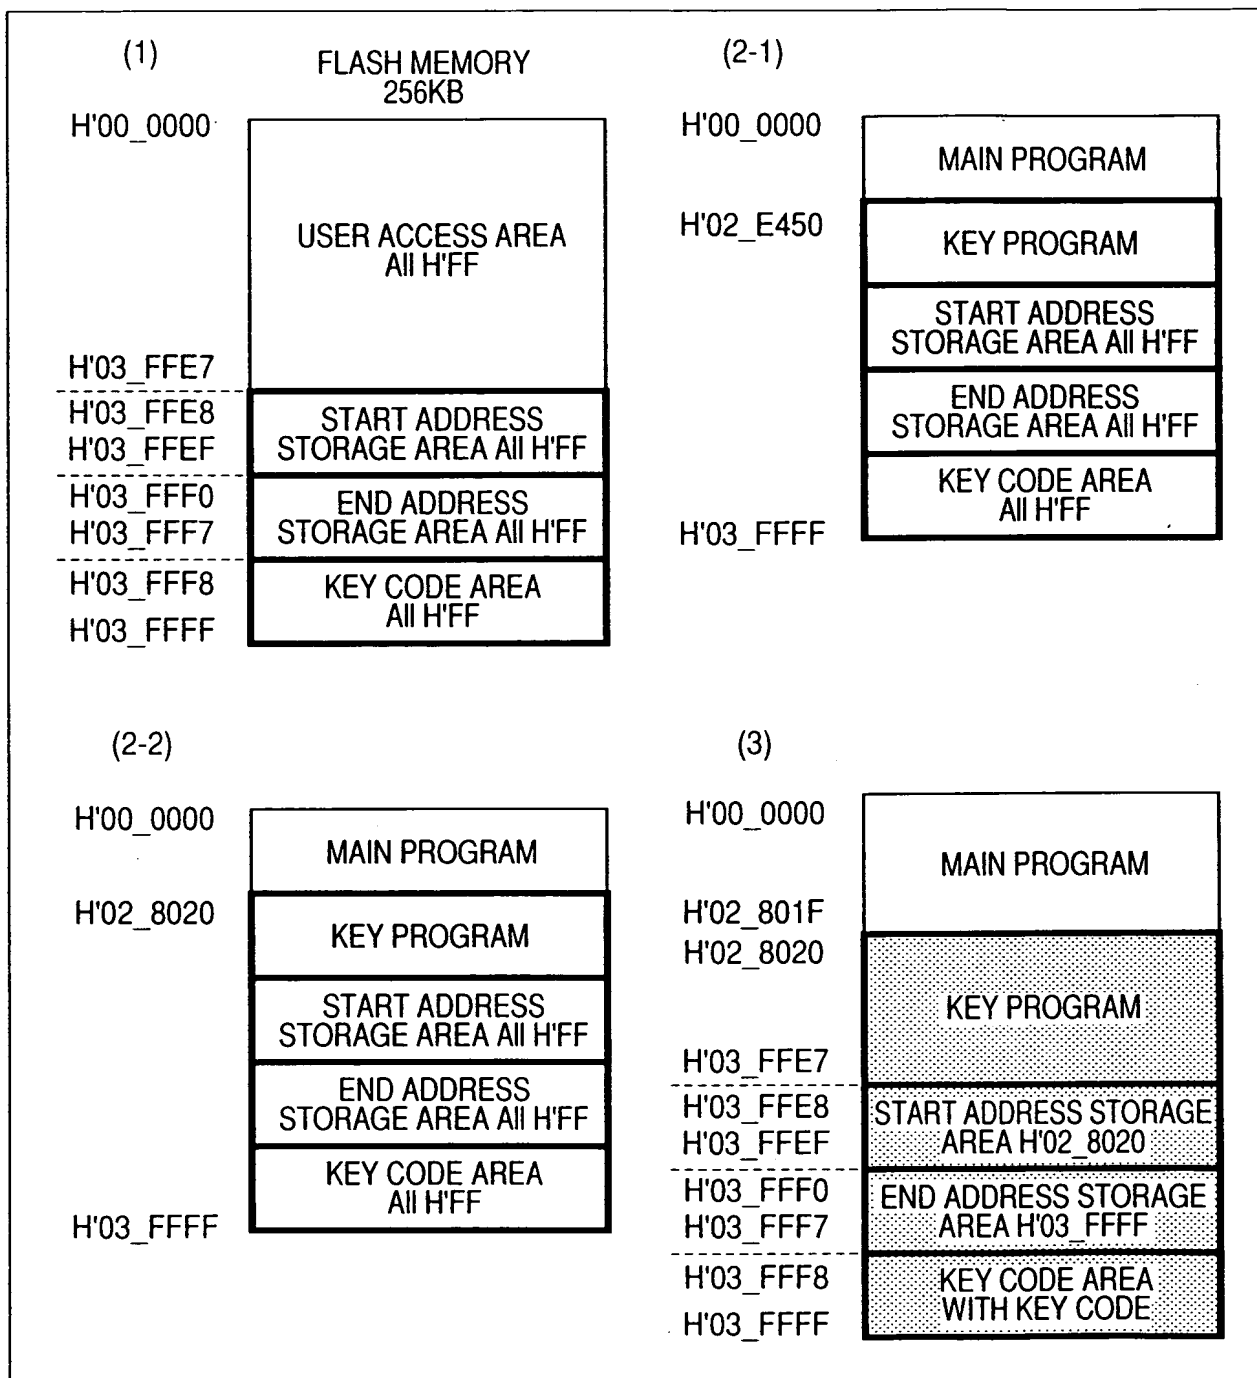 (1)
FLASH MEMORY
256KB
H'00_0000
USER ACCESS AREA
All H'FF
H'03_FFE7
H'03_FFE8
H'03_FFEF
START ADDRESS
STORAGE AREA All H'FF
H'03_FFF0
H'03_FFF7
END ADDRESS
STORAGE AREA All H'FF
H'03_FFF8
H'03_FFFF
KEY CODE AREA
All H'FF
(2-1)
H'00_0000
MAIN PROGRAM
H'02_E450
KEY PROGRAM
START ADDRESS
STORAGE AREA All H'FF
END ADDRESS
STORAGE AREA All H'FF
KEY CODE AREA
All H'FF
H'03_FFFF
(2-2)
H'00_0000
MAIN PROGRAM
H'02_8020
KEY PROGRAM
START ADDRESS
STORAGE AREA All H'FF
END ADDRESS
STORAGE AREA All H'FF
KEY CODE AREA
All H'FF
H'03_FFFF
(3)
H'00_0000
MAIN PROGRAM
H'02_801F
H'02_8020
KEY PROGRAM
H'03_FFE7
H'03_FFE8
H'03_FFEF
START ADDRESS STORAGE
AREA H'02_8020
H'03_FFF0
H'03_FFF7
END ADDRESS STORAGE
AREA H'03_FFFF
H'03_FFF8
H'03_FFFF
KEY CODE AREA
WITH KEY CODE